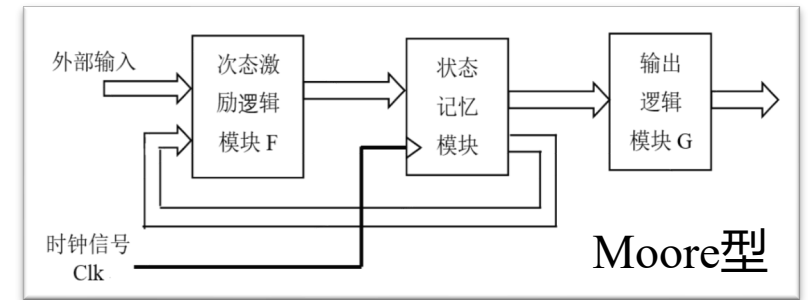 外部输入
次态激
励逻辑
模块 F
状态
记忆
模块
输出
逻辑
模块 G
时钟信号
Clk
Moore型